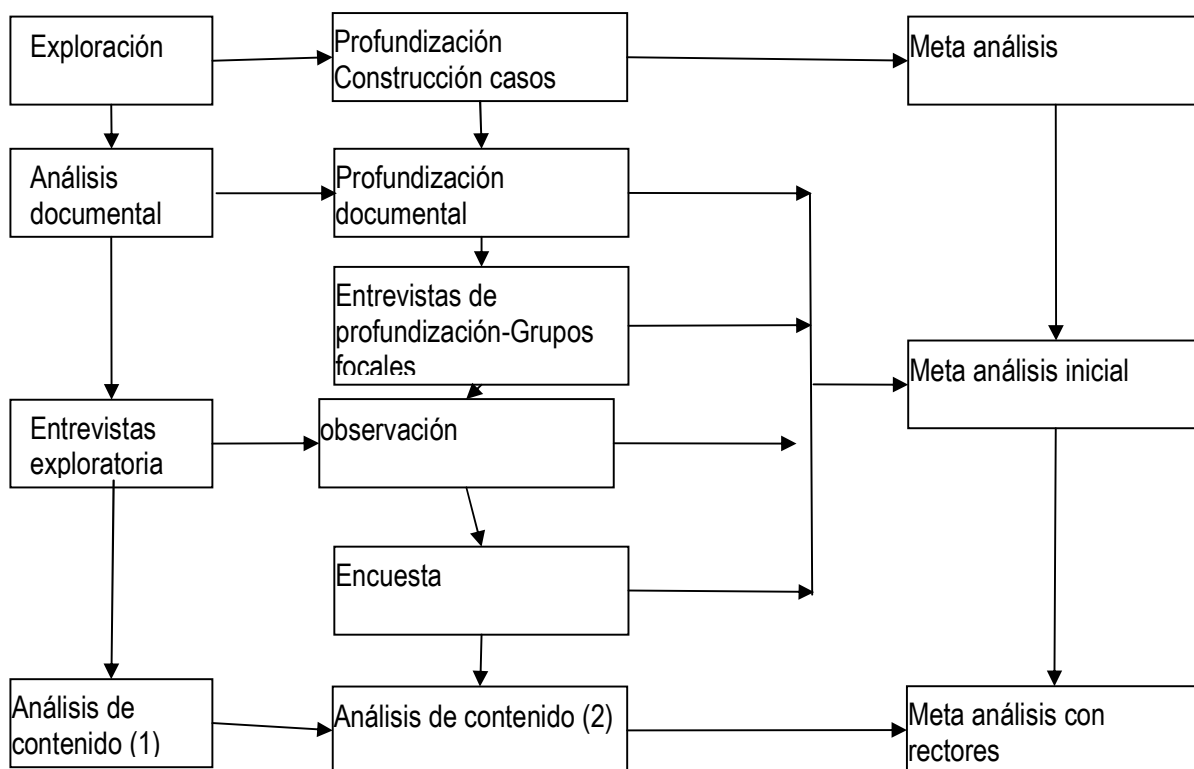 Exploración
Profundización
Construcción casos
Meta análisis
Análisis
documental
Profundización
documental
Entrevistas de
profundización-Grupos
focales
Meta análisis inicial
Entrevistas
exploratoria
observación
Encuesta
Análisis de
contenido (1)
Análisis de contenido (2)
Meta análisis con
rectores